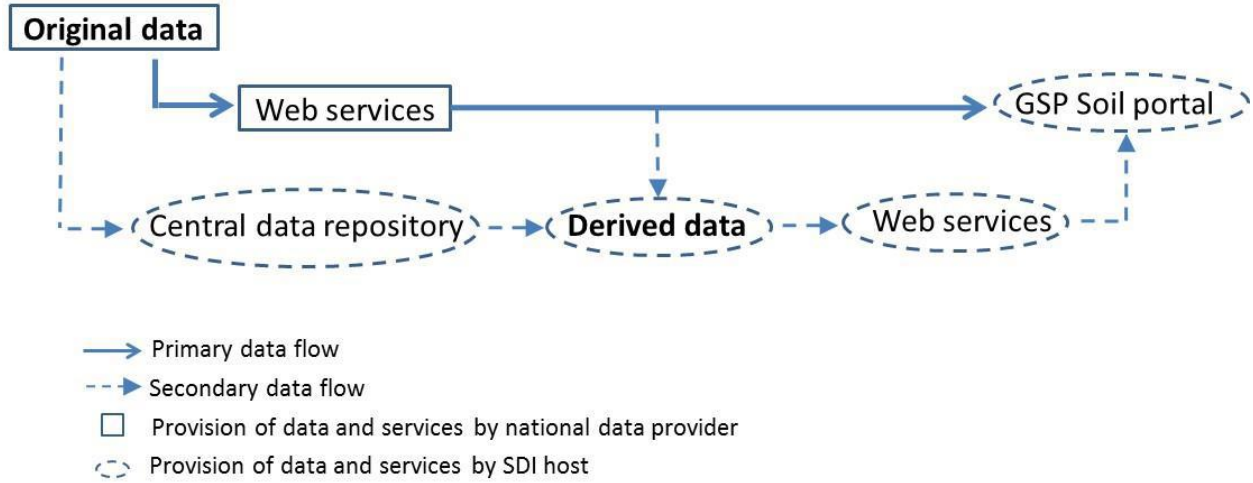 Original data
Web services
GSP Soil portal
Central data repository
Derived data
Web services
Primary data flow
Secondary data flow
Provision of data and services by national data provider
Provision of data and services by SDI host